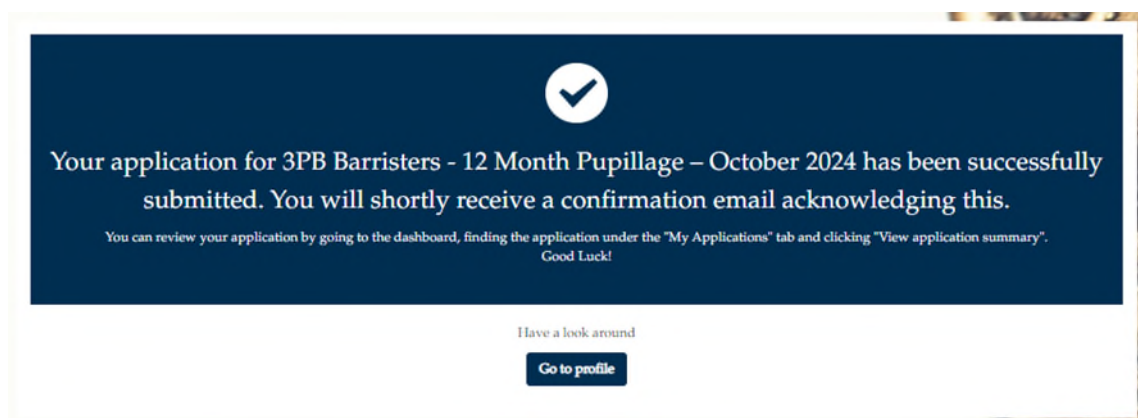 Your application for 3PB Barristers - 12 Month Pupillage – October 2024 has been successfully
submitted. You will shortly receive a confirmation email acknowledging this.
You can review your application by going to the dashboard, finding the application under the "My Applications" tab and clicking "View application summary".
Good Luck!
Have a look around
Go to profile